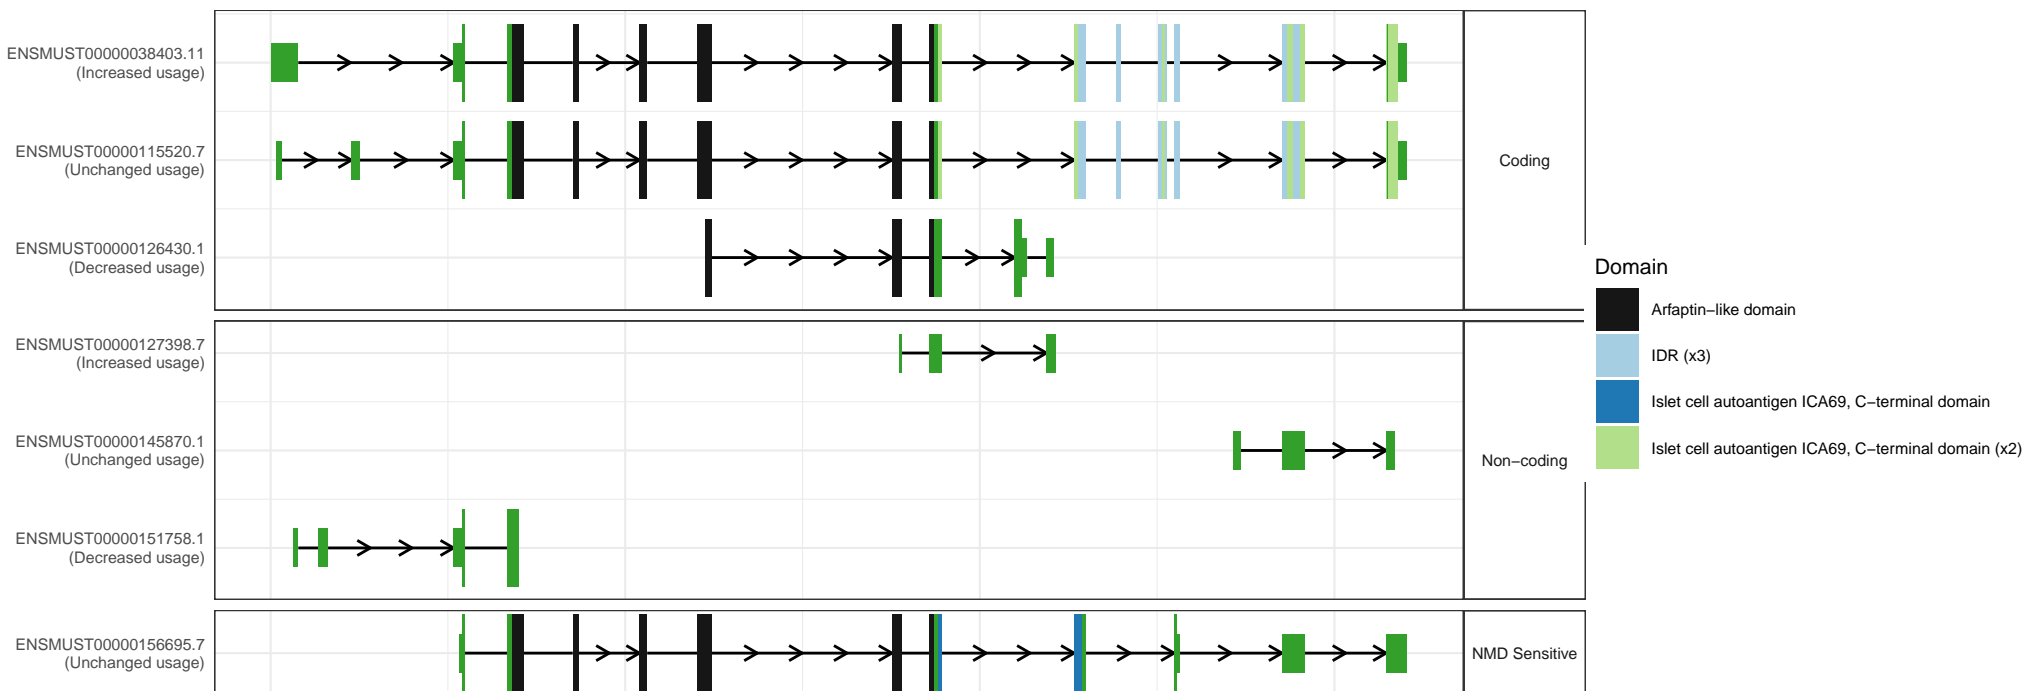 ENSMUST00000038403.11
(Increased usage)
ENSMUST00000115520.7
(Unchanged usage)
ENSMUST00000126430.1
(Decreased usage)
Coding
ENSMUST00000127398.7
(Increased usage)
ENSMUST00000145870.1
(Unchanged usage)
ENSMUST00000151758.1
(Decreased usage)
Non−coding
ENSMUST00000156695.7
(Unchanged usage)
NMD Sensitive
Domain
Arfaptin−like domain
IDR (x3)
Islet cell autoantigen ICA69, C−terminal domain
Islet cell autoantigen ICA69, C−terminal domain (x2)